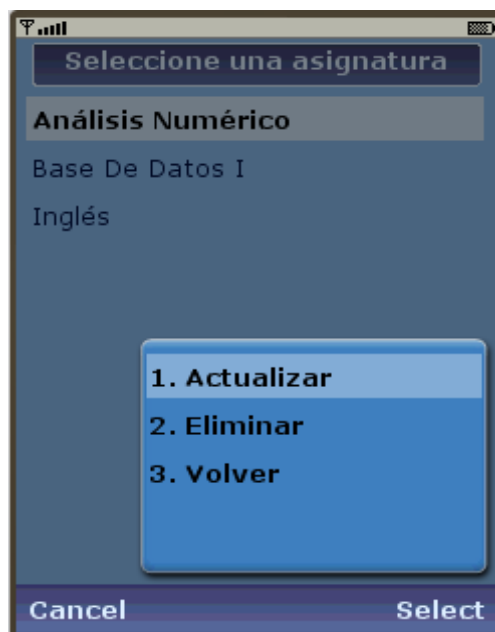 Seleccione una asignatura
Análisis Numérico
Base De Datos I
Inglés
1. Actualizar
2. Eliminar
3. Volver
Cancel Select